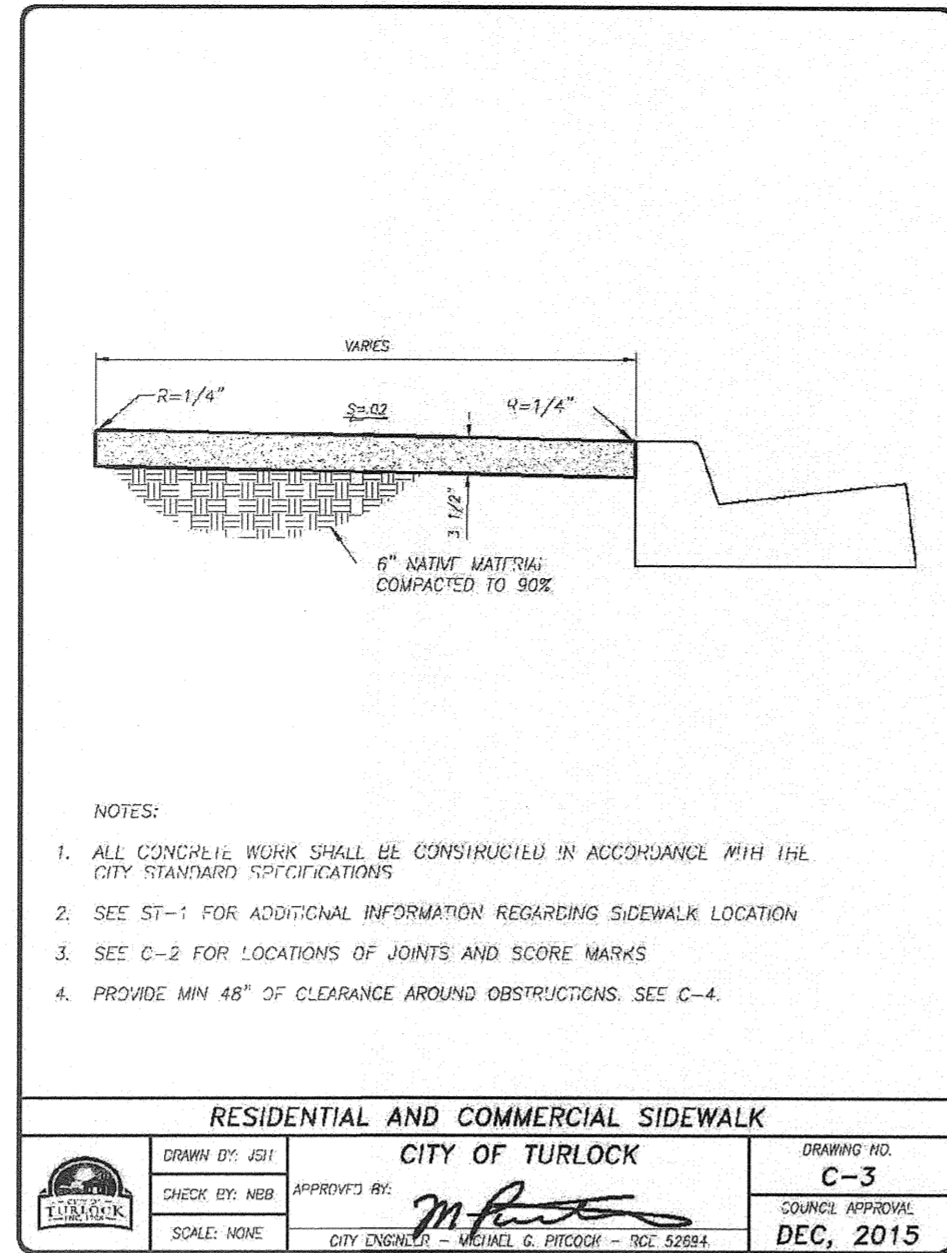 VARIES
R=1/4"
S=.02
R=1/4"
3 1/2"
6" NATIVE MATERIAL
COMPACTED TO 90%
NOTES:
1. ALL CONCRETE WORK SHALL BE CONSTRUCTED IN ACCORDANCE WITH THE
CITY STANDARD SPECIFICATIONS
2. SEE ST-1 FOR ADDITIONAL INFORMATION REGARDING SIDEWALK LOCATION
3. SEE C-2 FOR LOCATIONS OF JOINTS AND SCORE MARKS
4. PROVIDE MIN 48" OF CLEARANCE AROUND OBSTRUCTIONS. SEE C-4.
RESIDENTIAL AND COMMERCIAL SIDEWALK
CITY OF
TURLOCK
INC. 1908
DRAWN BY: JSH
CHECK BY: NBB
SCALE: NONE
CITY OF TURLOCK
APPROVED BY:
CITY ENGINEER - MICHAEL G. PITCOCK - RCE 52694
DRAWING NO.
C-3
COUNCIL APPROVAL
DEC, 2015